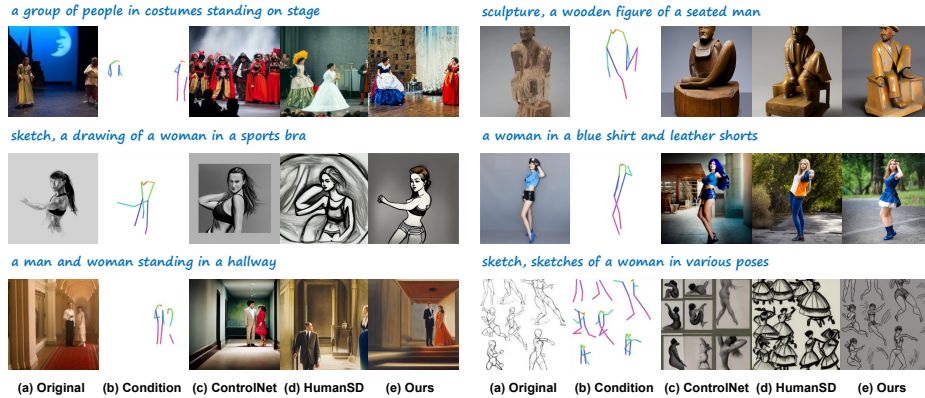 a group of people in costumes standing on stage
sculpture, a wooden figure of a seated man
sketch, a drawing of a woman in a sports bra
a woman in a blue shirt and leather shorts
a man and woman standing in a hallway
sketch, sketches of a woman in various poses
(a) Original (b) Condition (c) ControlNet (d) HumanSD (e) Ours
(a) Original (b) Condition (c) ControlNet (d) HumanSD (e) Ours